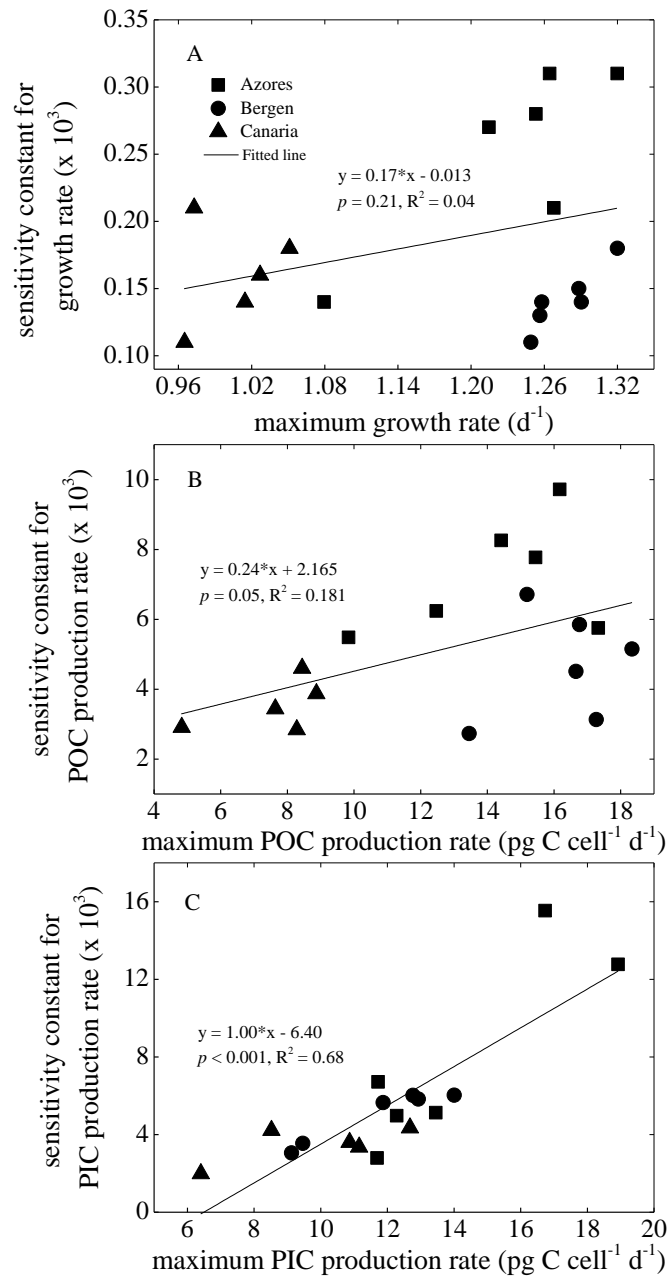 A
Azores
Bergen
Canaria
Fitted line
y = 0.17*x - 0.013
p = 0.21, R² = 0.04
sensitivity constant for
growth rate (x 10³)
0.35
0.31
0.27
0.23
0.19
0.15
0.10
0.96 1.02 1.08 1.14 1.20 1.26 1.32
maximum growth rate (d⁻¹)
B
y = 0.24*x + 2.165
p = 0.05, R² = 0.181
sensitivity constant for
POC production rate (x 10³)
10
8
6
4
2
4 6 8 10 12 14 16 18
maximum POC production rate (pg C cell⁻¹ d⁻¹)
C
y = 1.00*x - 6.40
p < 0.001, R² = 0.68
sensitivity constant for
PIC production rate (x 10³)
16
12
8
4
0
6 8 10 12 14 16 18 20
maximum PIC production rate (pg C cell⁻¹ d⁻¹)